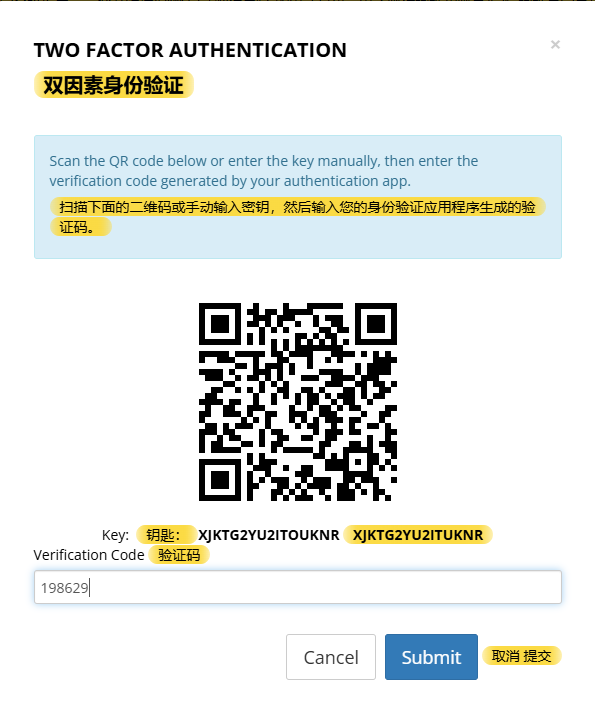 TWO FACTOR AUTHENTICATION ×
双因素身份验证
Scan the QR code below or enter the key manually, then enter the
verification code generated by your authentication app.
扫描下面的二维码或手动输入密钥，然后输入您的身份验证应用程序生成的验
证码。
Key: 钥匙： XJKTG2YU2ITOUKNR XJKTG2YU2ITUKNR
Verification Code 验证码
198629
Cancel Submit 取消 提交